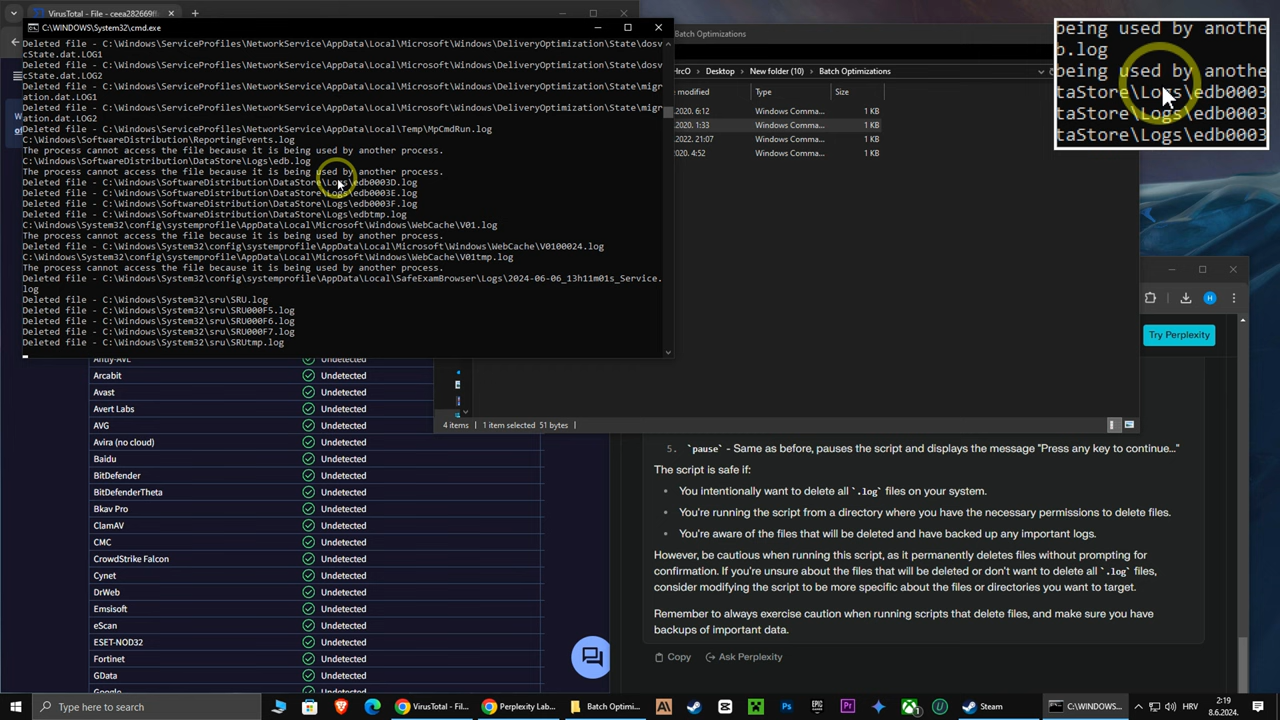 VirusTotal - File - ceea282669ff
C:\WINDOWS\System32\cmd.exe
Deleted file - C:\Windows\ServiceProfiles\NetworkService\AppData\Local\Microsoft\Windows\DeliveryOptimization\State\dosv
cState.dat.LOG1
Deleted file - C:\Windows\ServiceProfiles\NetworkService\AppData\Local\Microsoft\Windows\DeliveryOptimization\State\dosv
cState.dat.LOG2
Deleted file - C:\Windows\ServiceProfiles\NetworkService\AppData\Local\Microsoft\Windows\DeliveryOptimization\State\migr
ation.dat.LOG1
Deleted file - C:\Windows\ServiceProfiles\NetworkService\AppData\Local\Microsoft\Windows\DeliveryOptimization\State\migr
ation.dat.LOG2
Deleted file - C:\Windows\ServiceProfiles\NetworkService\AppData\Local\Temp\MpCmdRun.log
C:\Windows\SoftwareDistribution\ReportingEvents.log
The process cannot access the file because it is being used by another process.
C:\Windows\SoftwareDistribution\DataStore\Logs\edb.log
The process cannot access the file because it is being used by another process.
Deleted file - C:\Windows\SoftwareDistribution\DataStore\Logs\edb0003D.log
Deleted file - C:\Windows\SoftwareDistribution\DataStore\Logs\edb0003E.log
Deleted file - C:\Windows\SoftwareDistribution\DataStore\Logs\edb0003F.log
Deleted file - C:\Windows\SoftwareDistribution\DataStore\Logs\edbtmp.log
C:\Windows\System32\config\systemprofile\AppData\Local\Microsoft\Windows\WebCache\V01.log
The process cannot access the file because it is being used by another process.
Deleted file - C:\Windows\System32\config\systemprofile\AppData\Local\Microsoft\Windows\WebCache\V0100024.log
C:\Windows\System32\config\systemprofile\AppData\Local\Microsoft\Windows\WebCache\V01tmp.log
The process cannot access the file because it is being used by another process.
Deleted file - C:\Windows\System32\config\systemprofile\AppData\Local\SafeExamBrowser\Logs\2024-06-06_13h11m01s_Service.
log
Deleted file - C:\Windows\System32\sru\SRU.log
Deleted file - C:\Windows\System32\sru\SRU000F5.log
Deleted file - C:\Windows\System32\sru\SRU000F6.log
Deleted file - C:\Windows\System32\sru\SRU000F7.log
Deleted file - C:\Windows\System32\sru\SRUtmp.log
Batch Optimizations
HrcO Desktop New folder (10) Batch Optimizations
modified Type Size
.2020. 6:12 Windows Comma... 1 KB
.2020. 1:33 Windows Comma... 1 KB
.2022. 21:07 Windows Comma... 1 KB
.2020. 4:52 Windows Comma... 1 KB
4 items 1 item selected 51 bytes
being used by anothe
b.log
being used by anothe
taStore\Logs\edb0003
taStore\Logs\edb0003
taStore\Logs\edb0003
Antiy-AVL Undetected
Arcabit Undetected
Avast Undetected
Avert Labs Undetected
AVG Undetected
Avira (no cloud) Undetected
Baidu Undetected
BitDefender Undetected
BitDefenderTheta Undetected
Bkav Pro Undetected
ClamAV Undetected
CMC Undetected
CrowdStrike Falcon Undetected
Cynet Undetected
DrWeb Undetected
Emsisoft Undetected
eScan Undetected
ESET-NOD32 Undetected
Fortinet Undetected
GData Undetected
Google
H
Try Perplexity
5. `pause` - Same as before, pauses the script and displays the message "Press any key to continue..."
The script is safe if:
• You intentionally want to delete all `.log` files on your system.
• You're running the script from a directory where you have the necessary permissions to delete files.
• You're aware of the files that will be deleted and have backed up any important logs.
However, be cautious when running this script, as it permanently deletes files without prompting for
confirmation. If you're unsure about the files that will be deleted or don't want to delete all `.log` files,
consider modifying the script to be more specific about the files or directories you want to target.
Remember to always exercise caution when running scripts that delete files, and make sure you have
backups of important data.
Copy Ask Perplexity
Type here to search
VirusTotal - Fil...
Perplexity Lab...
Batch Optimi...
Steam
C:\WINDOWS...
HRV
2:19
8.6.2024.